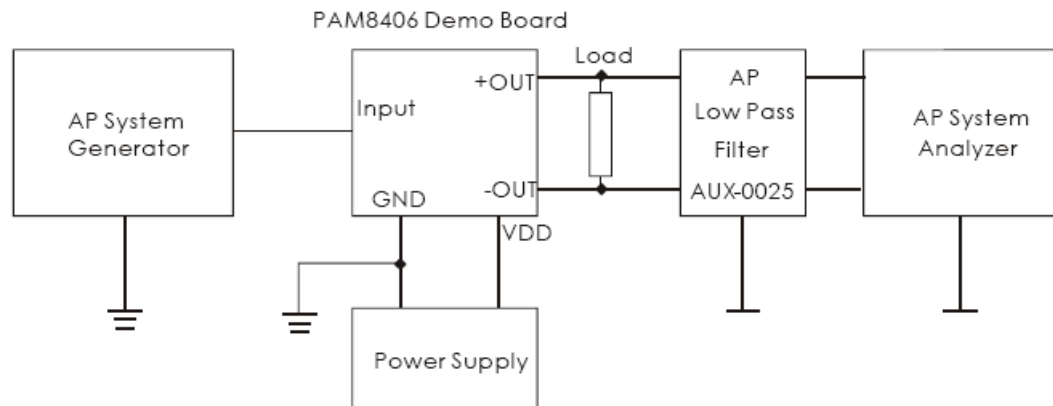 PAM8406 Demo Board
AP System
Generator
Input
+OUT
-OUT
GND
VDD
Load
AP
Low Pass
Filter
AUX-0025
AP System
Analyzer
Power Supply